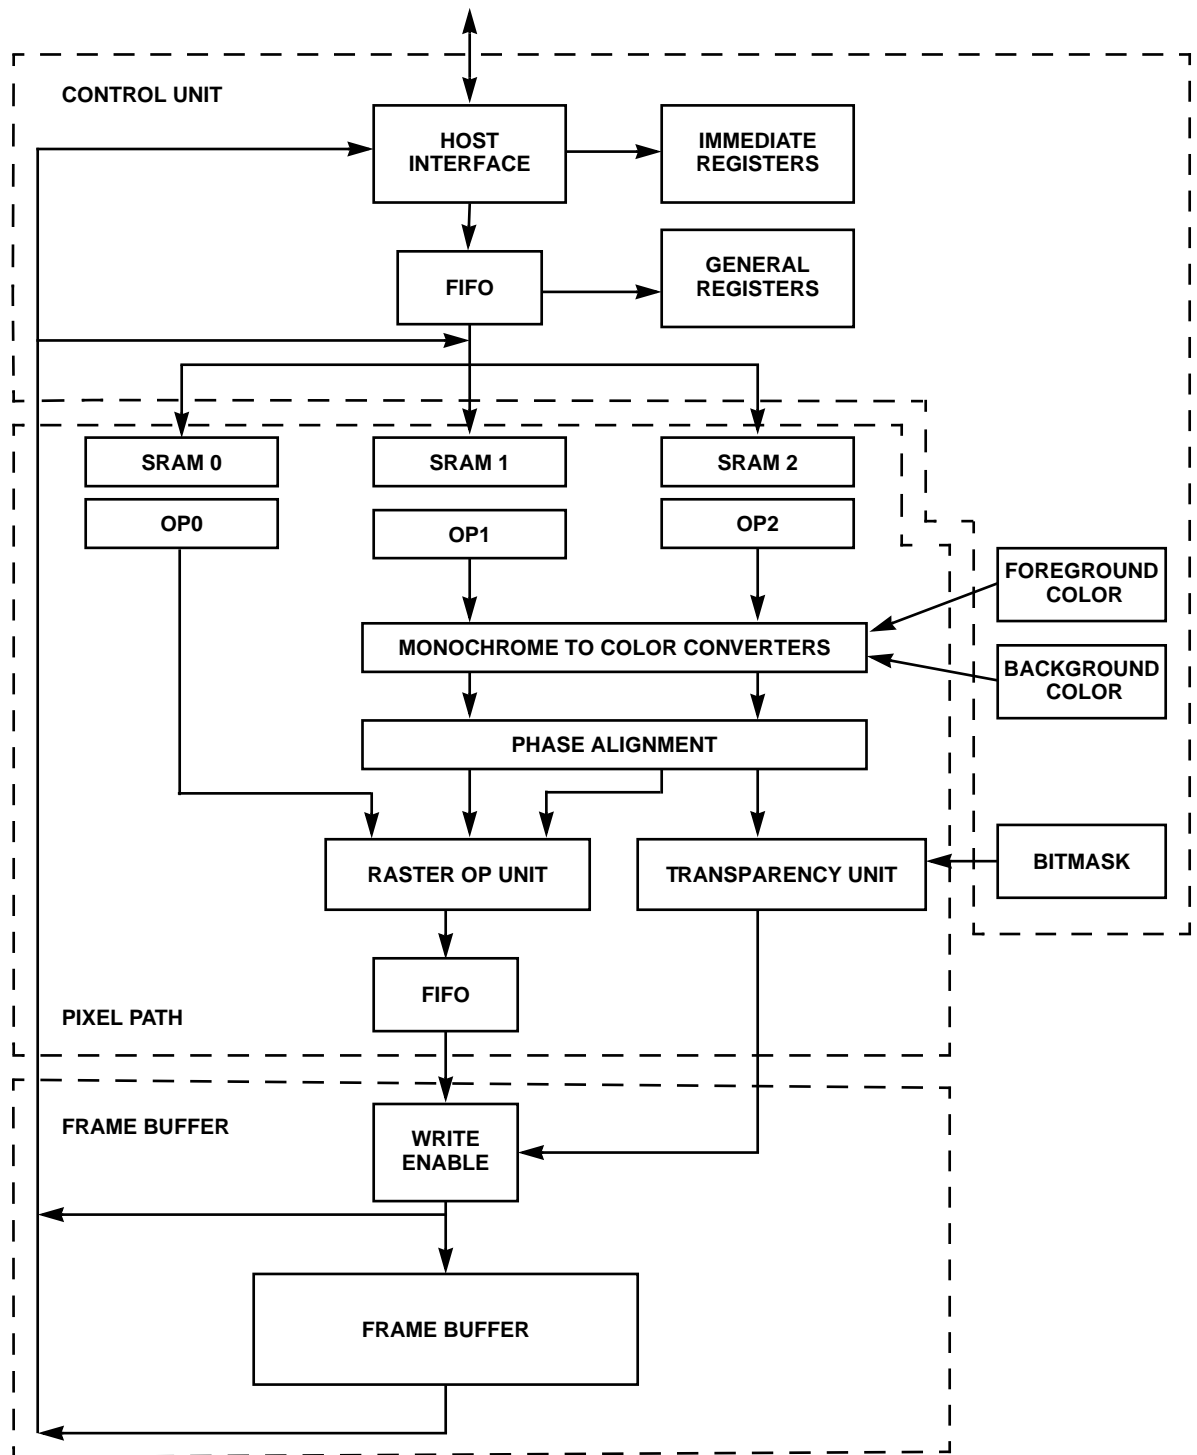 CONTROL UNIT
HOST
INTERFACE
IMMEDIATE
REGISTERS
FIFO
GENERAL
REGISTERS
SRAM 0
SRAM 1
SRAM 2
OP0
OP1
OP2
FOREGROUND
COLOR
MONOCHROME TO COLOR CONVERTERS
BACKGROUND
COLOR
PHASE ALIGNMENT
RASTER OP UNIT
TRANSPARENCY UNIT
BITMASK
FIFO
PIXEL PATH
FRAME BUFFER
WRITE
ENABLE
FRAME BUFFER